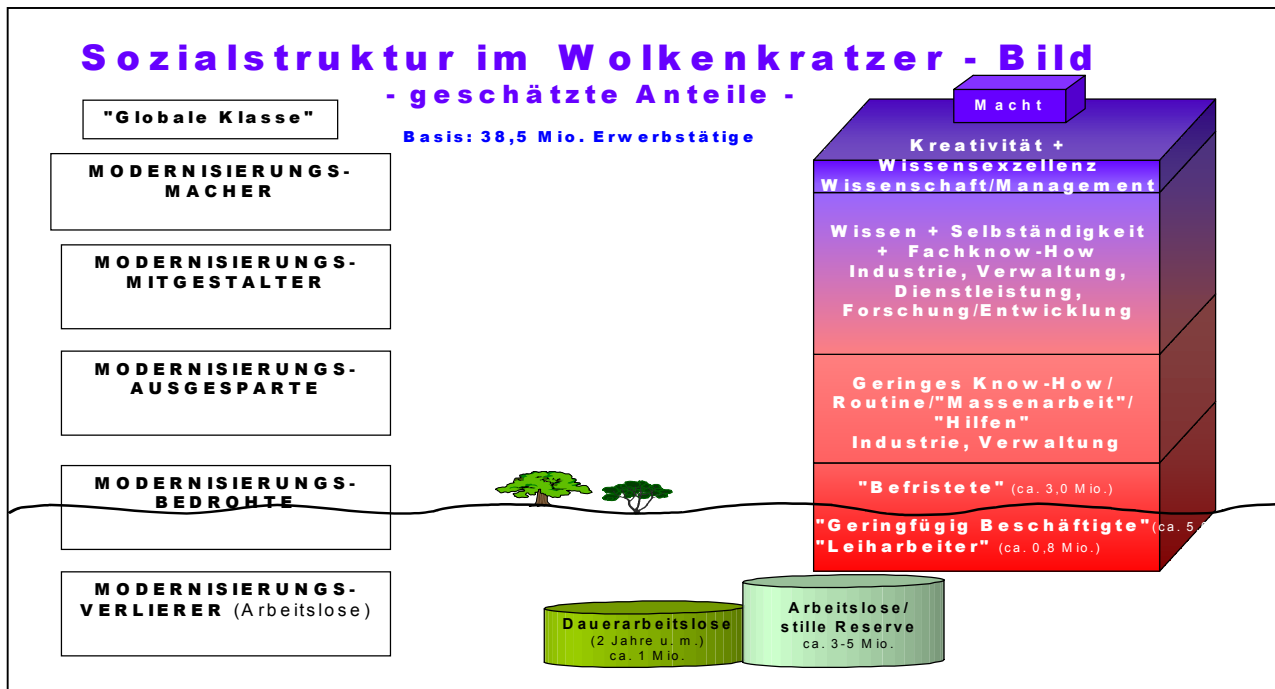 Sozialstruktur im Wolkenkratzer - Bild
- geschätzte Anteile -
Basis: 38,5 Mio. Erwerbstätige
"Globale Klasse"
MODERNISIERUNGS-
MACHER
MODERNISIERUNGS-
MITGESTALTER
MODERNISIERUNGS-
AUSGESPARTE
MODERNISIERUNGS-
BEDROHTE
MODERNISIERUNGS-
VERLIERER (Arbeitslose)
Macht
Kreativität +
Wissensexzellenz
Wissenschaft/Management
Wissen + Selbständigkeit
+ Fachknow-How
Industrie, Verwaltung,
Dienstleistung,
Forschung/Entwicklung
Geringes Know-How/
Routine/"Massenarbeit"/
"Hilfen"
Industrie, Verwaltung
"Befristete" (ca. 3,0 Mio.)
"Geringfügig Beschäftigte" (ca. 5
"Leiharbeiter" (ca. 0,8 Mio.)
Dauerarbeitslose
(2 Jahre u. m.)
ca. 1 Mio.
Arbeitslose/
stille Reserve
ca. 3-5 Mio.